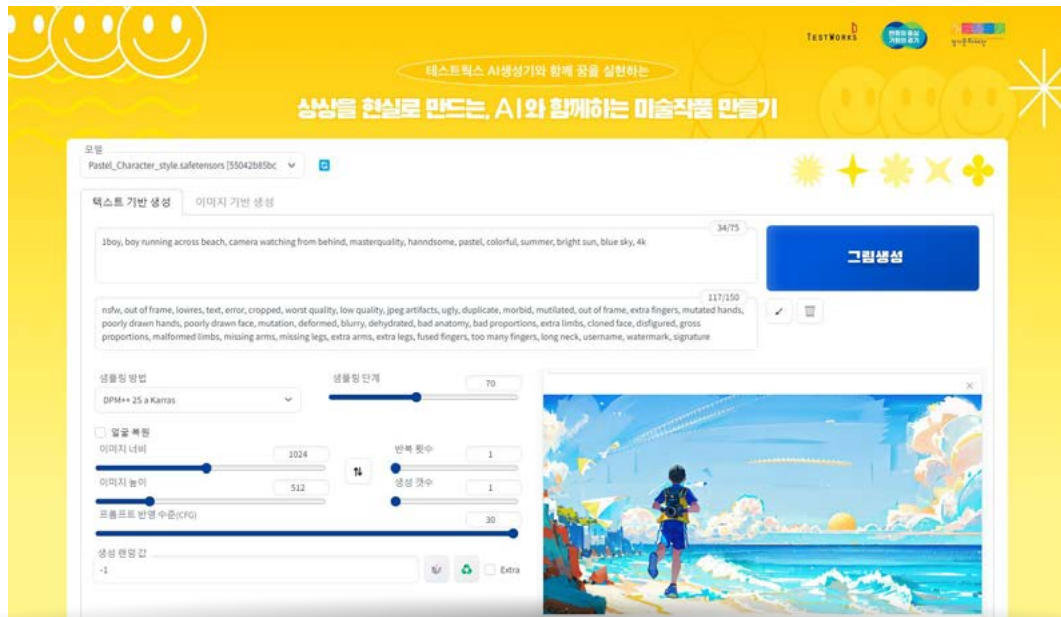 TESTWORKS
변화의 중심
기회의 경기
테스트웍스 AI생성기와 함께 꿈을 실현하는
상상을 현실로 만드는, AI와 함께하는 미술작품 만들기
모델
Pastel_Character_style.safetensors [55042b85bc
텍스트 기반 생성
이미지 기반 생성
34/75
1boy, boy running across beach, camera watching from behind, masterquality, hanndsome, pastel, colorful, summer, bright sun, blue sky, 4k
그림생성
117/150
nsfw, out of frame, lowres, text, error, cropped, worst quality, low quality, jpeg artifacts, ugly, duplicate, morbid, mutilated, out of frame, extra fingers, mutated hands,
poorly drawn hands, poorly drawn face, mutation, deformed, blurry, dehydrated, bad anatomy, bad proportions, extra limbs, cloned face, disfigured, gross
proportions, malformed limbs, missing arms, missing legs, extra arms, extra legs, fused fingers, too many fingers, long neck, username, watermark, signature
샘플링 방법
샘플링 단계
70
DPM++ 2S a Karras
얼굴 복원
이미지 너비
1024
반복 횟수
1
이미지 높이
512
생성 갯수
1
프롬프트 반영 수준(CFG)
30
생성 랜덤 값
-1
Extra